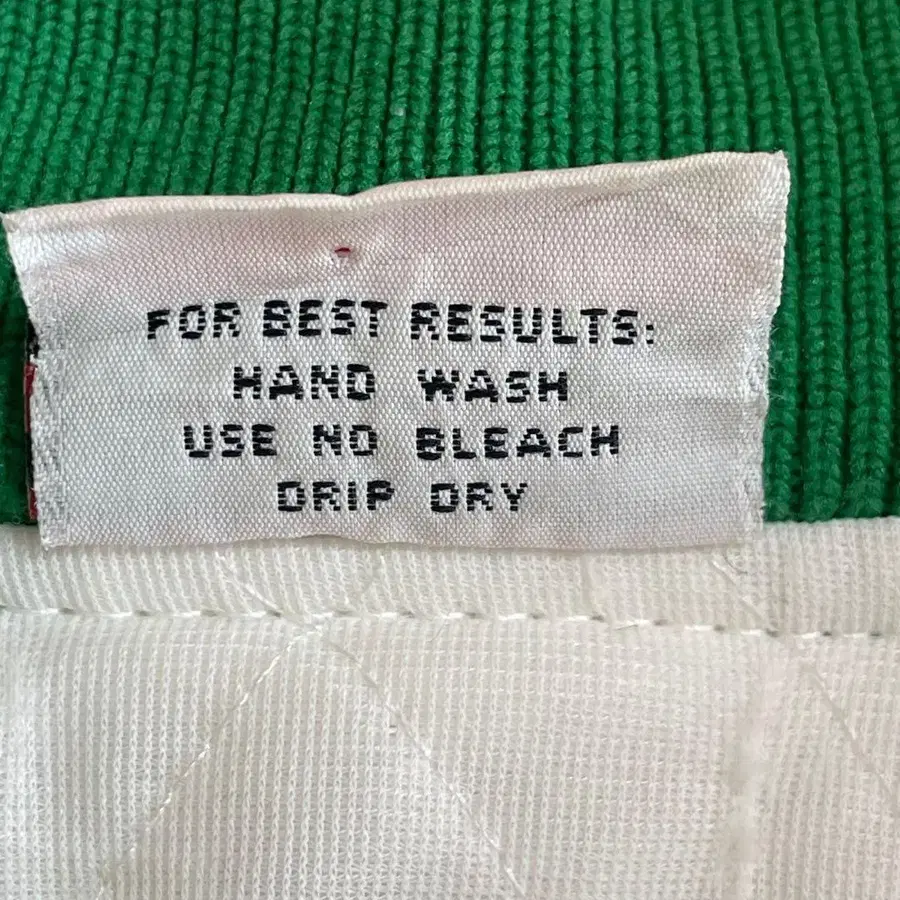 FOR BEST RESULTS:
HAND WASH
USE NO BLEACH
DRIP DRY